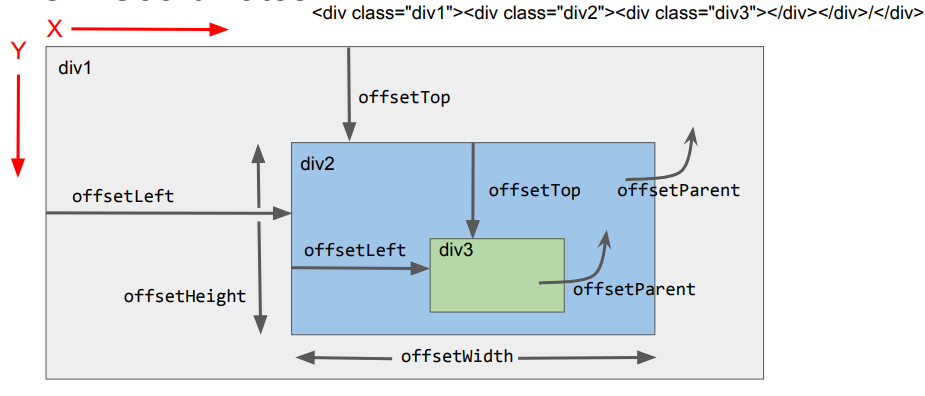 <div class="div1"><div class="div2"><div class="div3"></div></div>/</div>
X
Y
div1
offsetTop
div2
offsetLeft
offsetTop
offsetParent
offsetLeft
div3
offsetHeight
offsetParent
offsetWidth